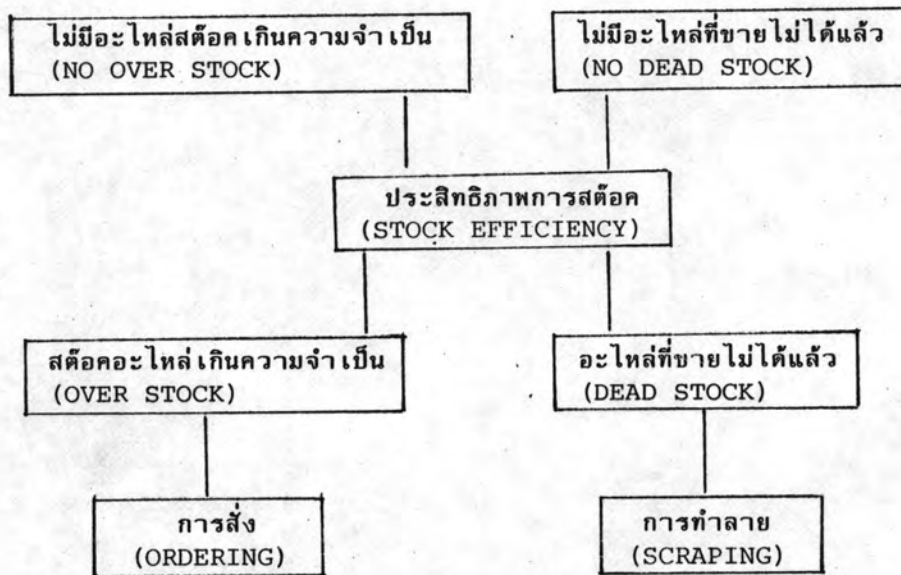 ไม่มีอะไหล่สต๊อคเกินความจำเป็น
(NO OVER STOCK)
ไม่มีอะไหล่ที่ขายไม่ได้แล้ว
(NO DEAD STOCK)
ประสิทธิภาพการสต๊อค
(STOCK EFFICIENCY)
สต๊อคอะไหล่เกินความจำเป็น
(OVER STOCK)
อะไหล่ที่ขายไม่ได้แล้ว
(DEAD STOCK)
การสั่ง
(ORDERING)
การทำลาย
(SCRAPING)